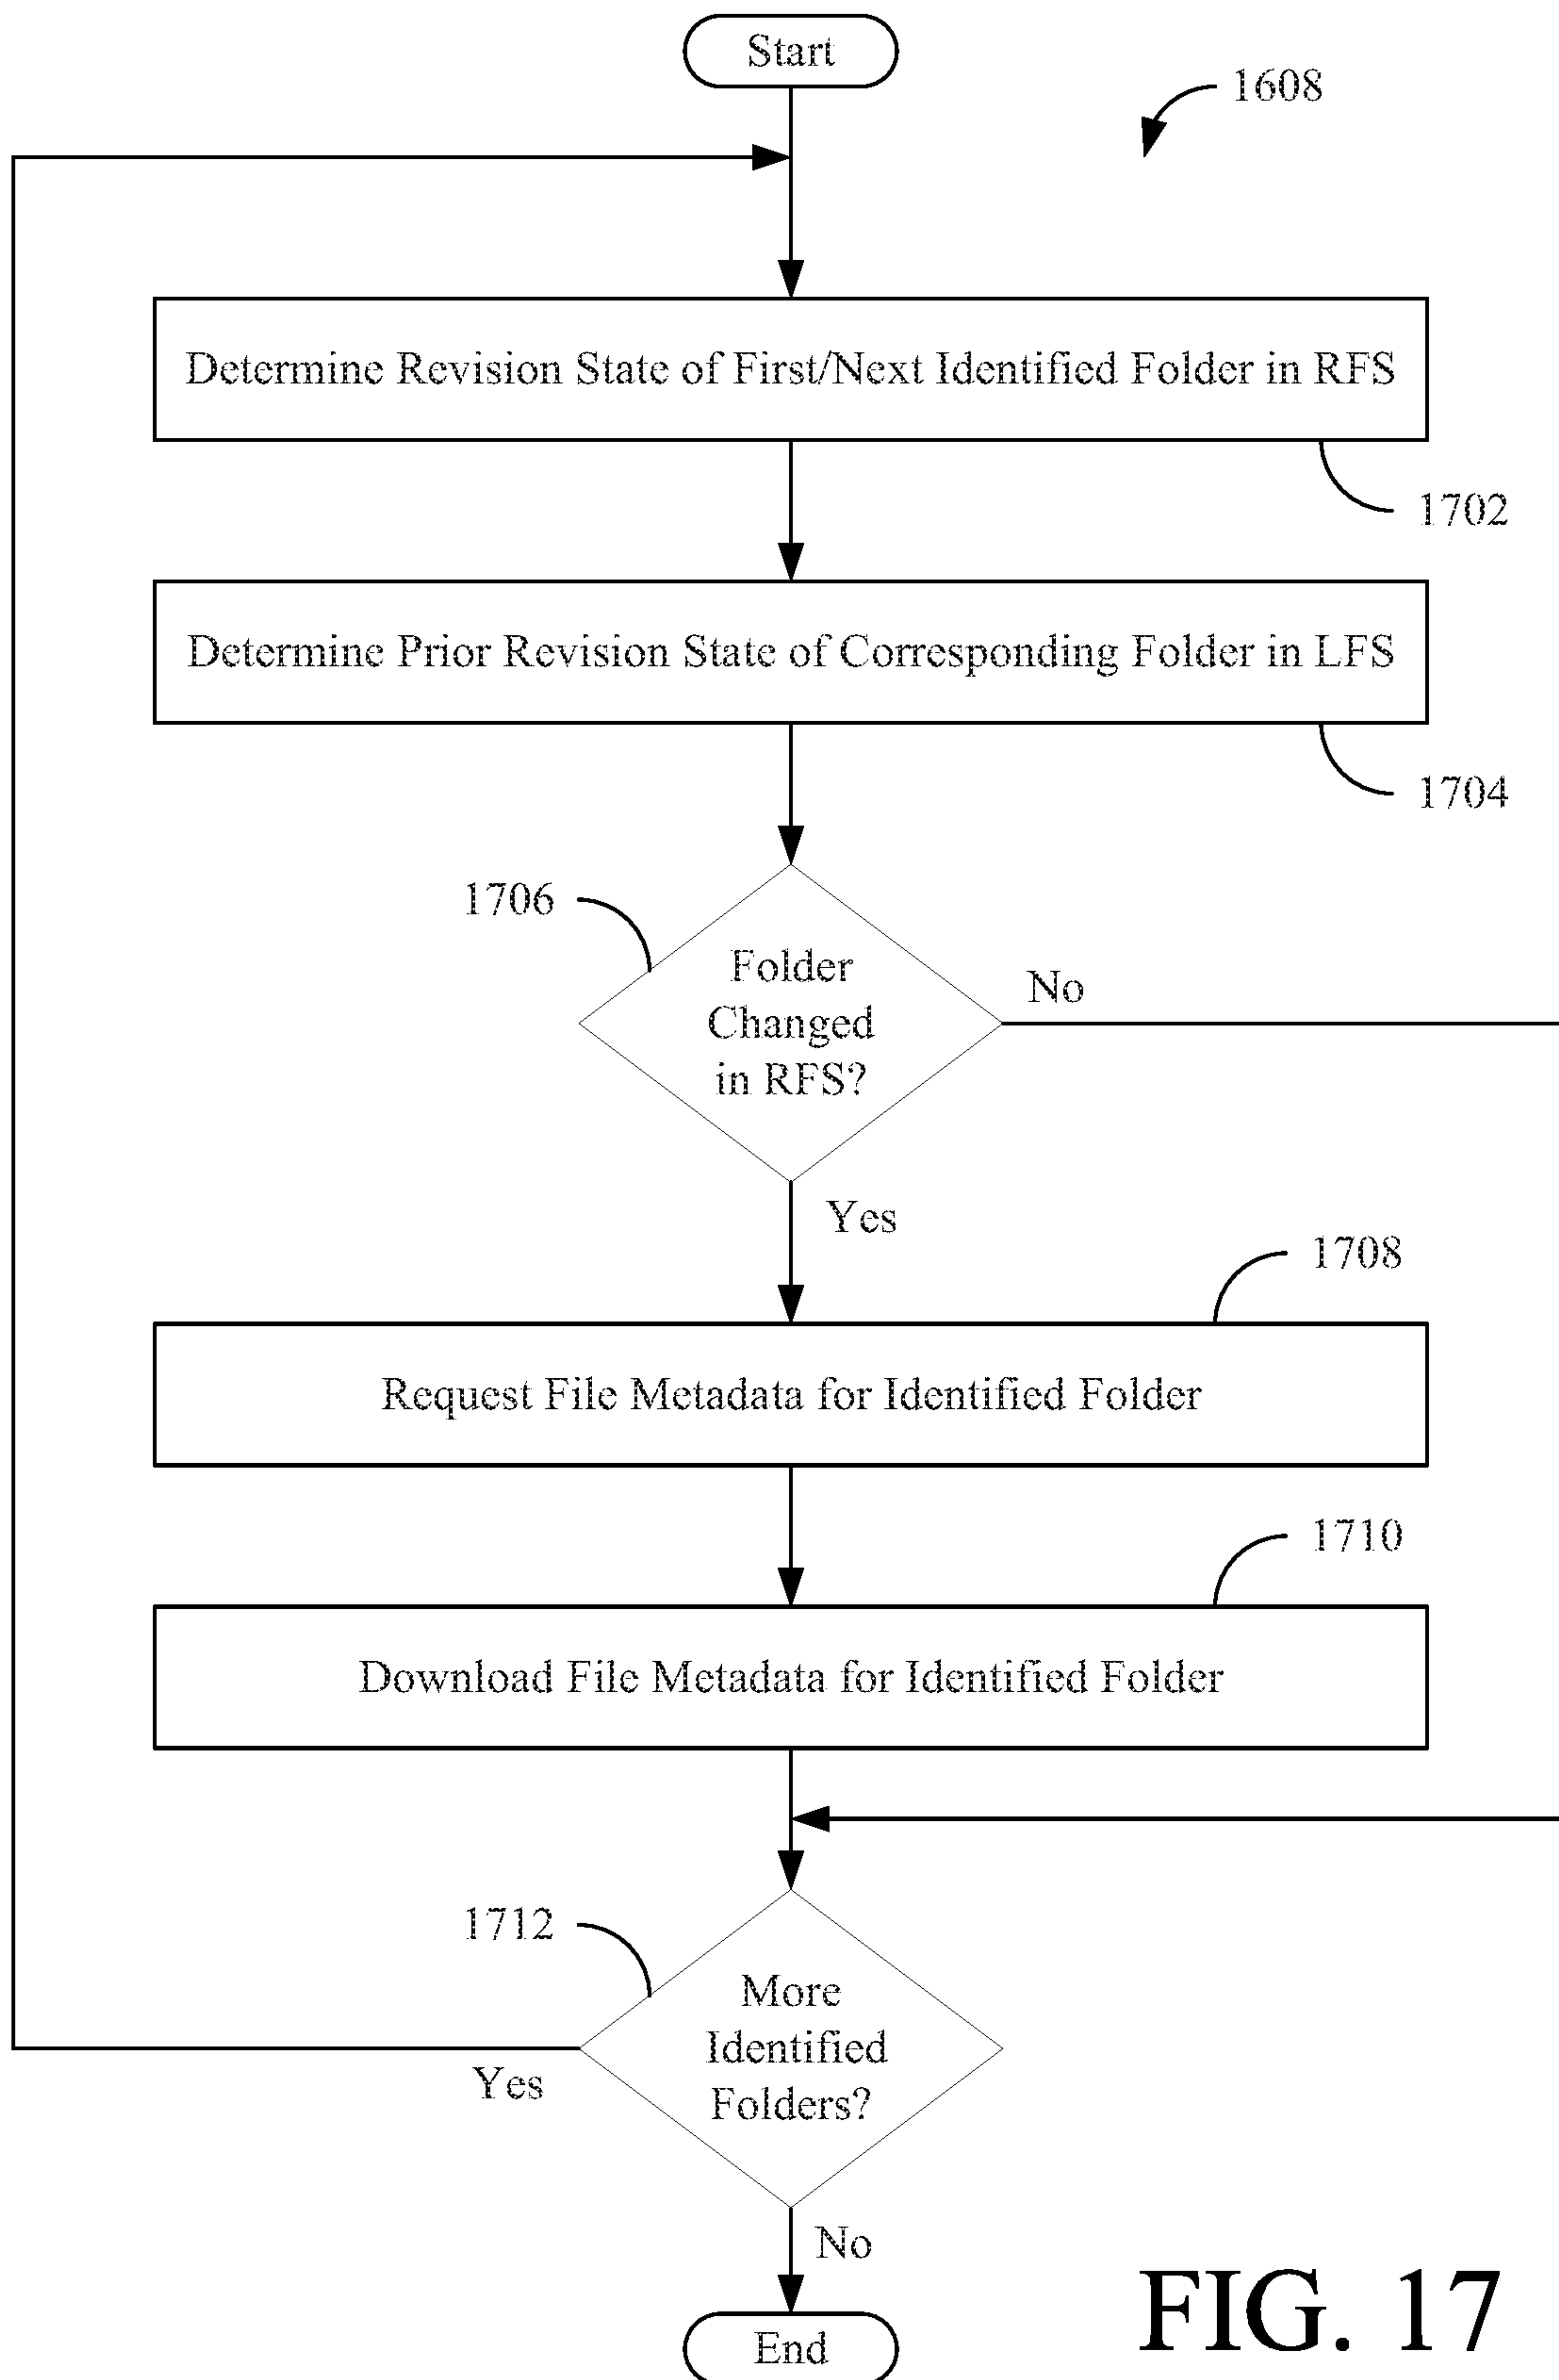 Start
1608
Determine Revision State of First/Next Identified Folder in RFS
1702
Determine Prior Revision State of Corresponding Folder in LFS
1704
1706
Folder
Changed
in RFS?
No
Yes
1708
Request File Metadata for Identified Folder
1710
Download File Metadata for Identified Folder
1712
More
Identified
Folders?
Yes
No
End
FIG. 17